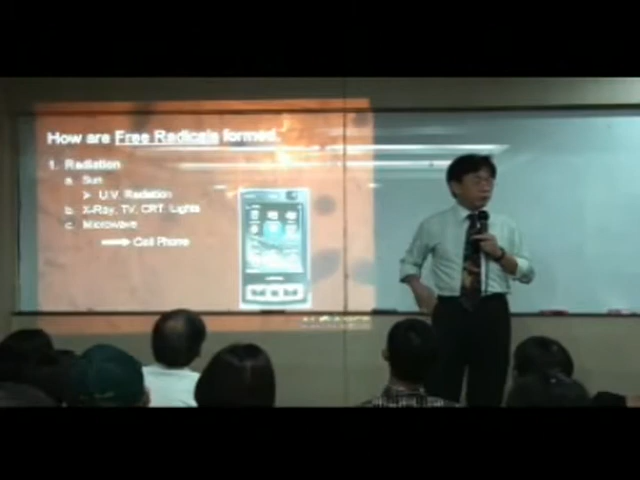 How are Free Radicals formed.
1. Radiation
a. Sun
➢ U.V. Radiation
b. X-Ray, TV, CRT, Lights
c. Microwave
⟹ Cell Phone